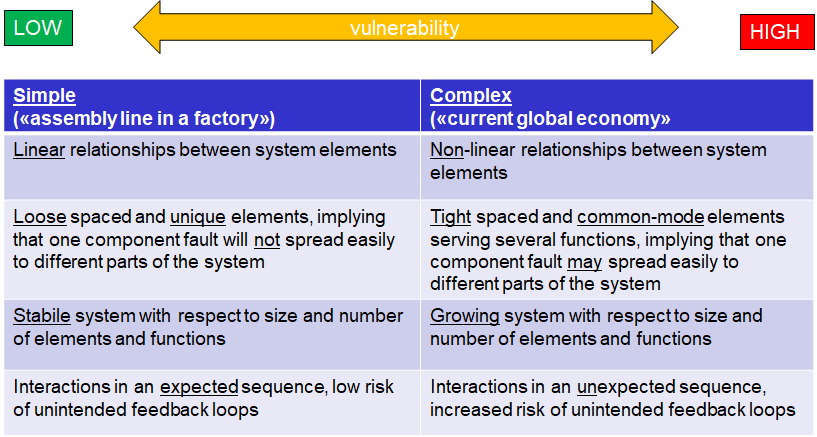 LOW
vulnerability
HIGH
Simple
(«assembly line in a factory»)
Complex
(«current global economy»
Linear relationships between system elements
Non-linear relationships between system
elements
Loose spaced and unique elements, implying
that one component fault will not spread easily
to different parts of the system
Tight spaced and common-mode elements
serving several functions, implying that one
component fault may spread easily to
different parts of the system
Stabile system with respect to size and number
of elements and functions
Growing system with respect to size and
number of elements and functions
Interactions in an expected sequence, low risk
of unintended feedback loops
Interactions in an unexpected sequence,
increased risk of unintended feedback loops